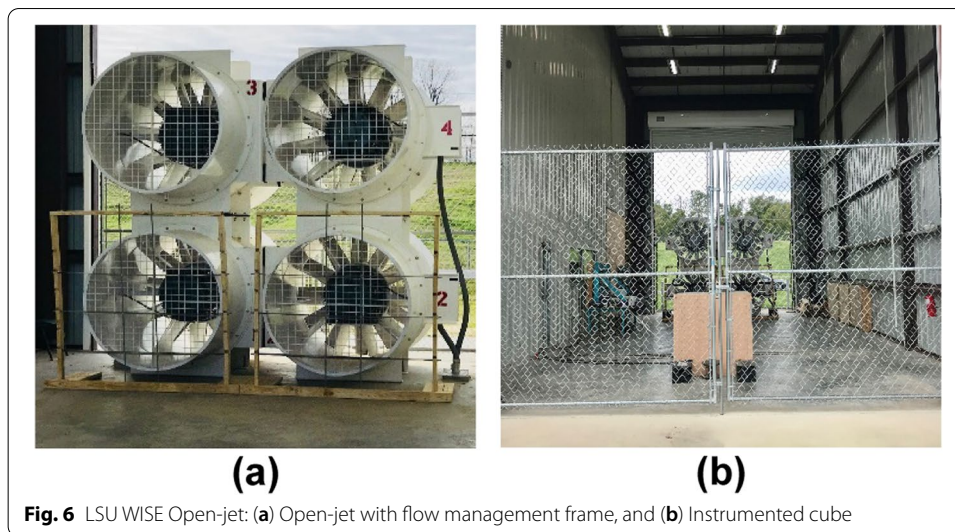 3
4
2
(a) (b)
Fig. 6 LSU WISE Open-jet: (a) Open-jet with flow management frame, and (b) Instrumented cube